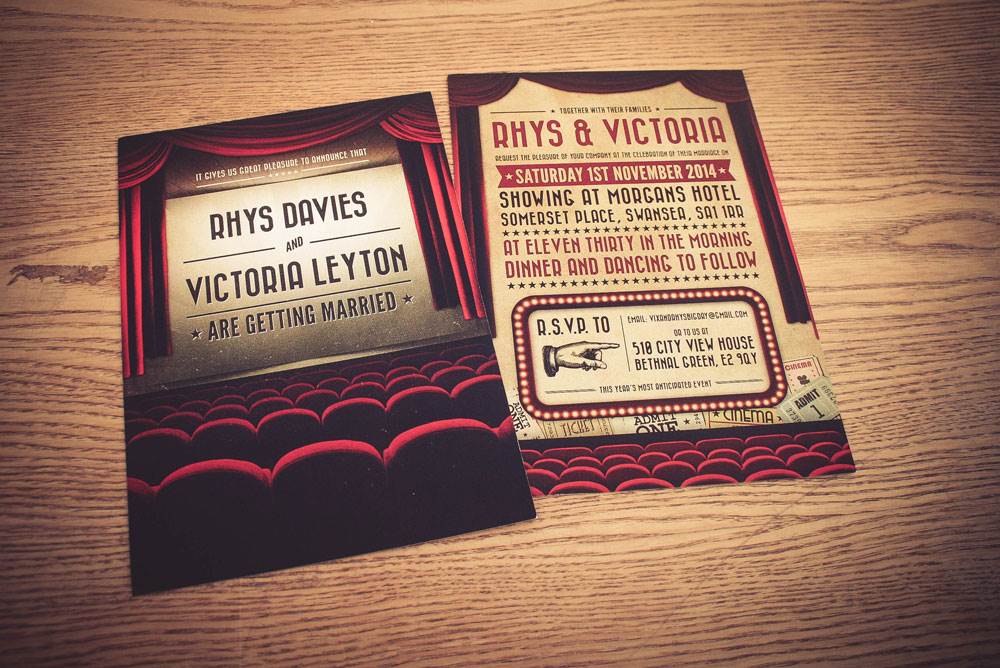 IT GIVES US GREAT PLEASURE TO ANNOUNCE THAT
RHYS DAVIES
AND
VICTORIA LEYTON
ARE GETTING MARRIED
TOGETHER WITH THEIR FAMILIES
RHYS & VICTORIA
REQUEST THE PLEASURE OF YOUR COMPANY AT THE CELEBRATION OF THEIR MARRIAGE ON
SATURDAY 1ST NOVEMBER 2014
SHOWING AT MORGANS HOTEL
SOMERSET PLACE, SWANSEA, SA1 1RR
AT ELEVEN THIRTY IN THE MORNING
DINNER AND DANCING TO FOLLOW
R.S.V.P. TO
EMAIL: VIXANDRHYSBIGDAY@GMAIL.COM
OR TO US AT
510 CITY VIEW HOUSE
BETHNAL GREEN, E2 9QY
THIS YEAR'S MOST ANTICIPATED EVENT
ONE
TICKET
ADMIT
ONE
CINEMA
CINEMA
ADMIT
1